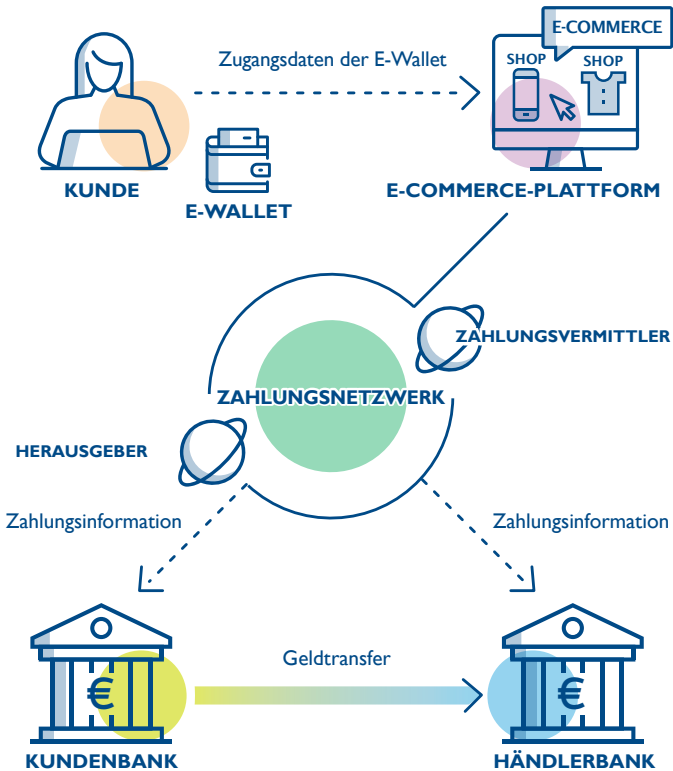 E-COMMERCE
Zugangsdaten der E-Wallet
SHOP
SHOP
KUNDE
E-WALLET
E-COMMERCE-PLATTFORM
ZAHLUNGSVERMITTLER
ZAHLUNGSNETZWERK
HERAUSGEBER
Zahlungsinformation
Zahlungsinformation
Geldtransfer
€
€
KUNDENBANK
HÄNDLERBANK